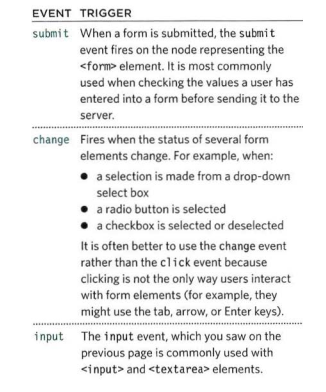 EVENT TRIGGER
submit When a form is submitted, the submit
event fires on the node representing the
<form> element. It is most commonly
used when checking the values a user has
entered into a form before sending it to the
server.
change Fires when the status of several form
elements change. For example, when:
● a selection is made from a drop-down
select box
● a radio button is selected
● a checkbox is selected or deselected
It is often better to use the change event
rather than the click event because
clicking is not the only way users interact
with form elements (for example, they
might use the tab, arrow, or Enter keys).
input The input event, which you saw on the
previous page is commonly used with
<input> and <textarea> elements.